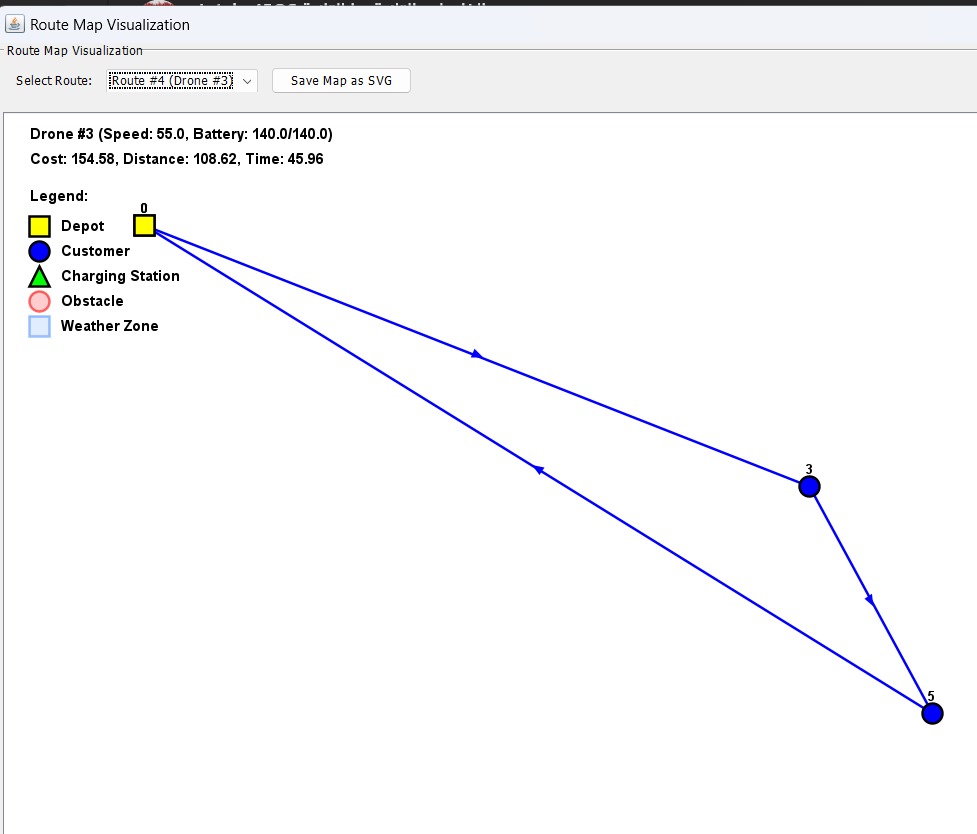 Route Map Visualization
Route Map Visualization
Select Route: Route #4 (Drone #3) Save Map as SVG
Drone #3 (Speed: 55.0, Battery: 140.0/140.0)
Cost: 154.58, Distance: 108.62, Time: 45.96
Legend:
0
Depot
Customer
Charging Station
Obstacle
Weather Zone
3
5